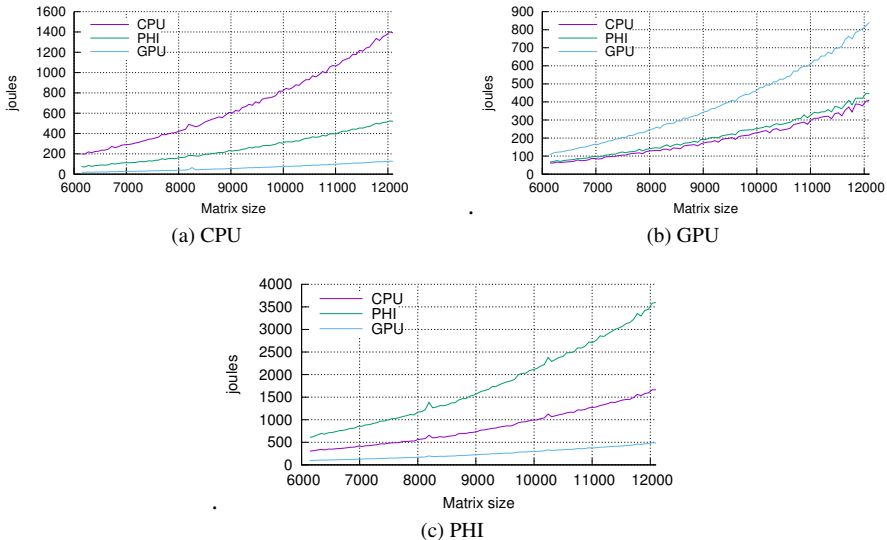 1600
1400
1200
1000
800
600
400
200
0
joules
CPU
PHI
GPU
6000 7000 8000 9000 10000 11000 12000
Matrix size
(a) CPU
900
800
700
600
500
400
300
200
100
0
joules
CPU
PHI
GPU
6000 7000 8000 9000 10000 11000 12000
Matrix size
.
(b) GPU
4000
3500
3000
2500
2000
1500
1000
500
0
joules
CPU
PHI
GPU
6000 7000 8000 9000 10000 11000 12000
Matrix size
.
(c) PHI